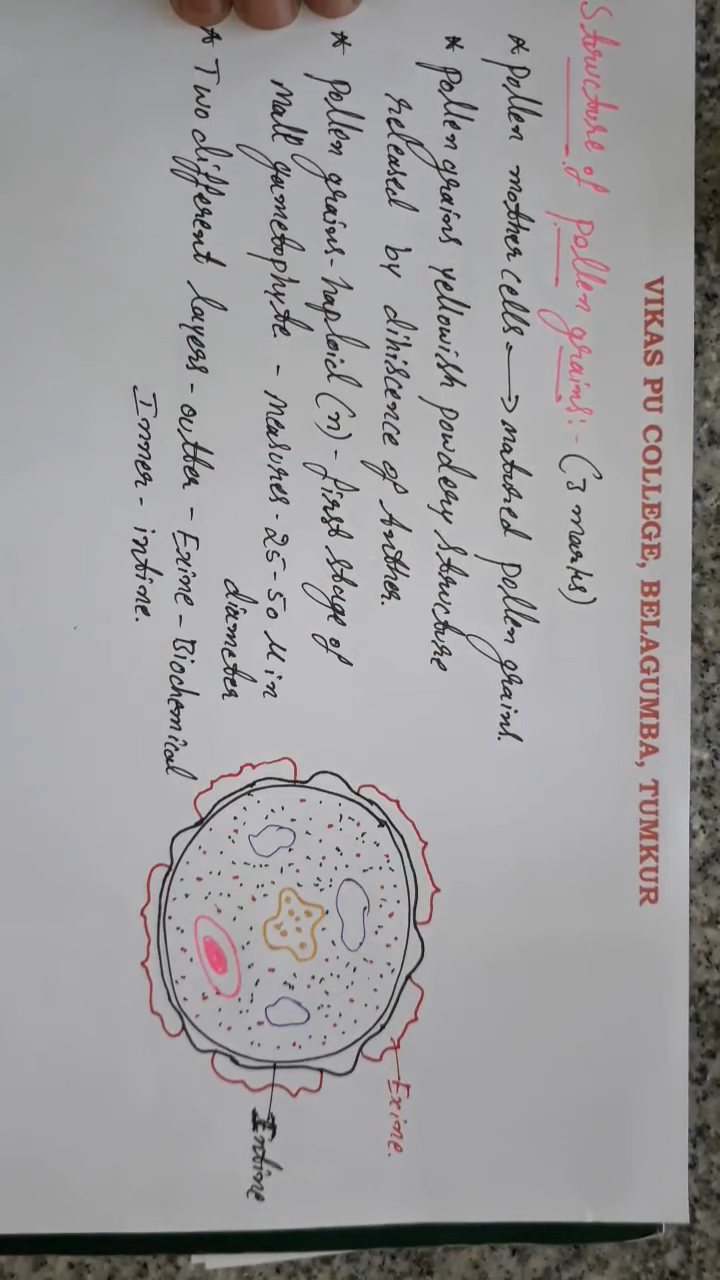 VIKAS PU COLLEGE, BELAGUMBA, TUMKUR
Structure of pollen grains:- (3 marks)
* Pollen mother cells → matured pollen grains.
* Pollen grains yellowish powdery structure
released by dihiscence of Anther.
* Pollen grains - haploid (n) - first stage of
mall gametophyte - measures - 25-50 μ in
diameter
* Two different layers - outter - Exine - Biochemical
Inner - intine.
Exine.
Intine